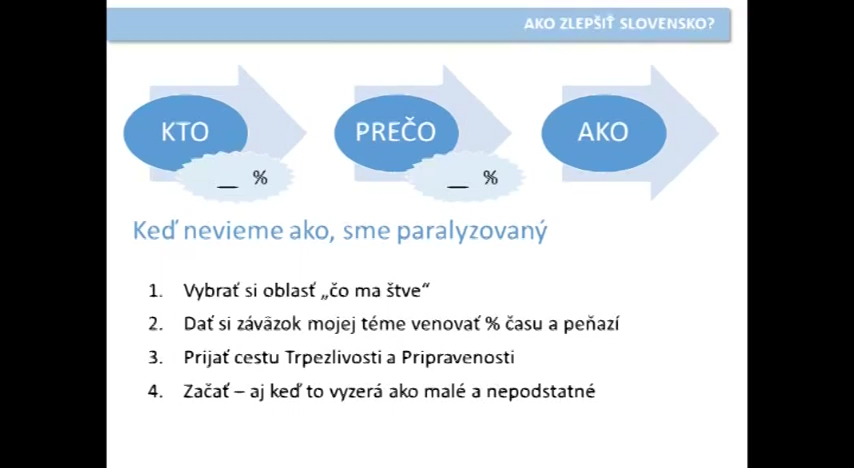 AKO ZLEPŠIŤ SLOVENSKO?
KTO
PREČO
AKO
__ %
__ %
Keď nevieme ako, sme paralyzovaný
1. Vybrať si oblasť „čo ma štve“
2. Dať si záväzok mojej téme venovať % času a peňazí
3. Prijať cestu Trpezlivosti a Pripravenosti
4. Začať – aj keď to vyzerá ako malé a nepodstatné